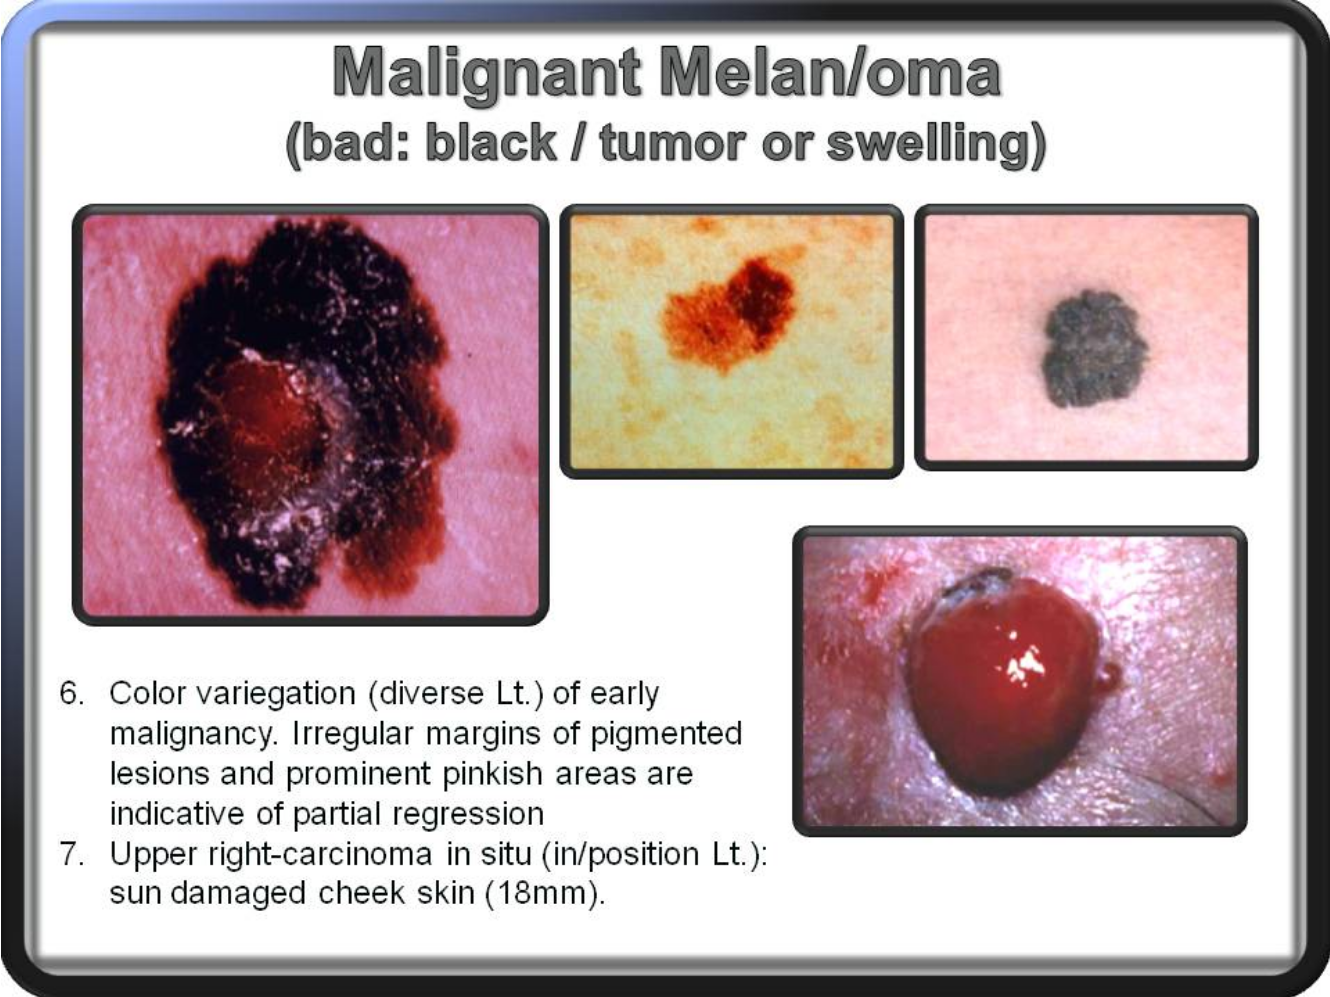 Malignant Melan/oma
(bad: black / tumor or swelling)
6. Color variegation (diverse Lt.) of early
malignancy. Irregular margins of pigmented
lesions and prominent pinkish areas are
indicative of partial regression
7. Upper right-carcinoma in situ (in/position Lt.):
sun damaged cheek skin (18mm).